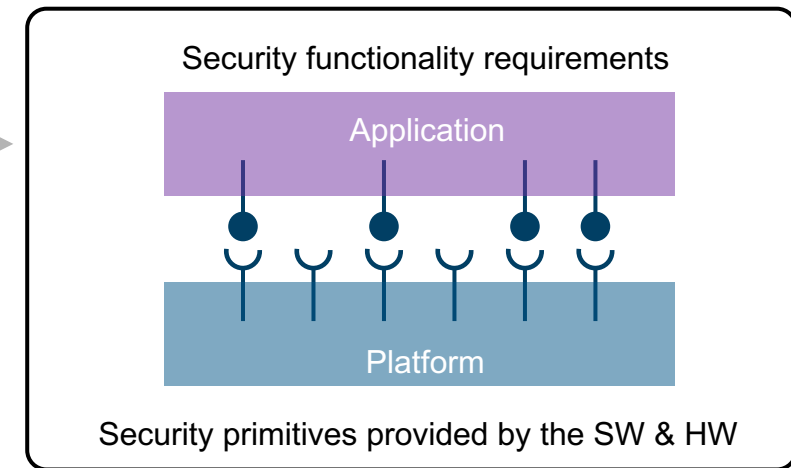 Security functionality requirements
Application
Platform
Security primitives provided by the SW & HW